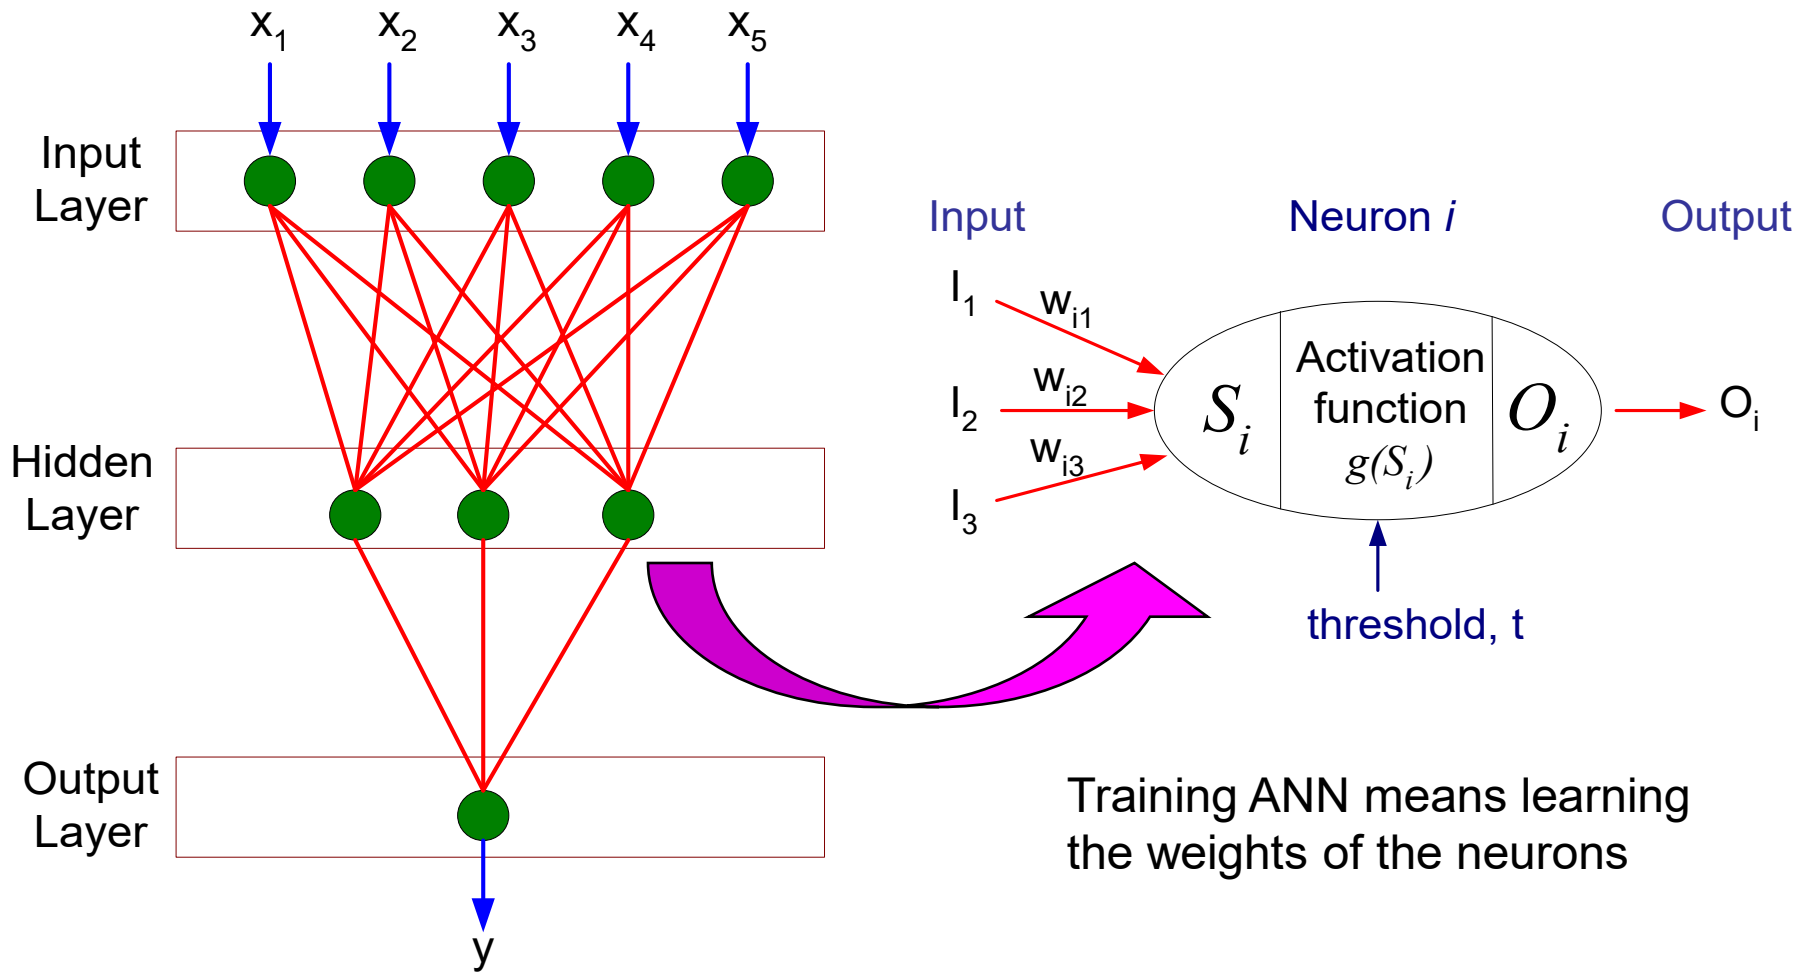 x1 x2 x3 x4 x5
Input
Layer
Hidden
Layer
Output
Layer
y
Input Neuron i Output
I1 wi1
I2 wi2
I3 wi3
Si
Activation
function
g(Si)
Oi
Oi
threshold, t
Training ANN means learning
the weights of the neurons